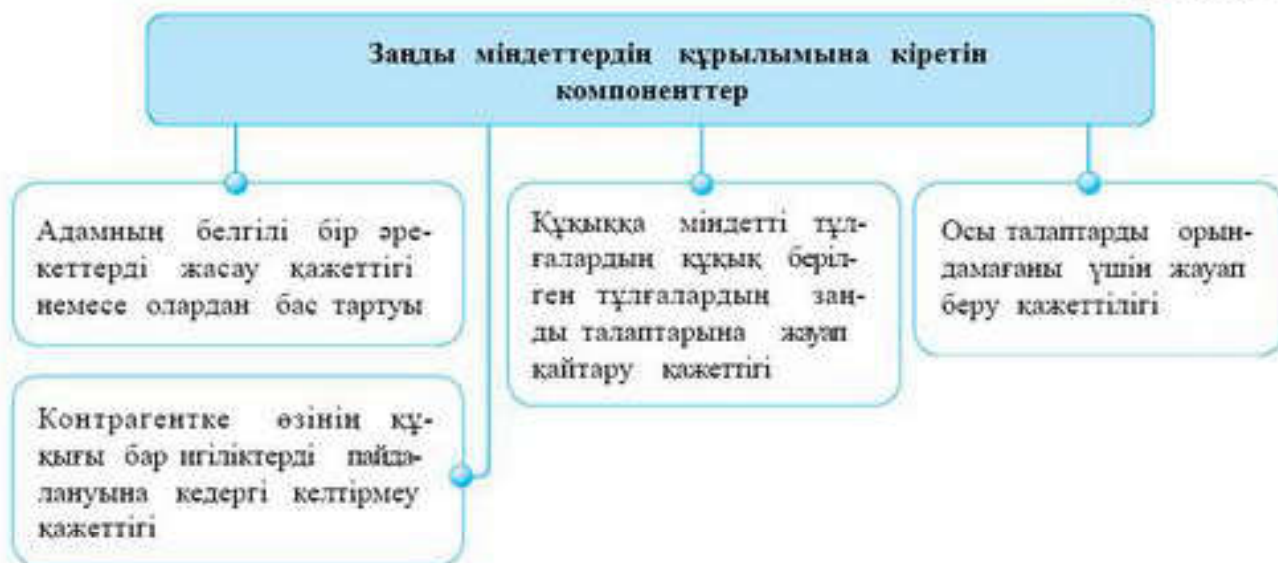 Заңды міндеттердің құрылымына кіретін
компоненттер
Адамның белгілі бір әре-
кеттерді жасау қажеттігі
немесе олардан бас тартуы
Контрагентке өзінің құ-
қығы бар игіліктерді пайда-
лануына кедергі келтірмеу
қажеттігі
Құқыққа міндетті тұл-
ғалардың құқық беріл-
ген тұлғалардың заң-
ды талаптарына жауап
қайтару қажеттігі
Осы талаптарды орын-
дамағаны үшін жауап
беру қажеттілігі